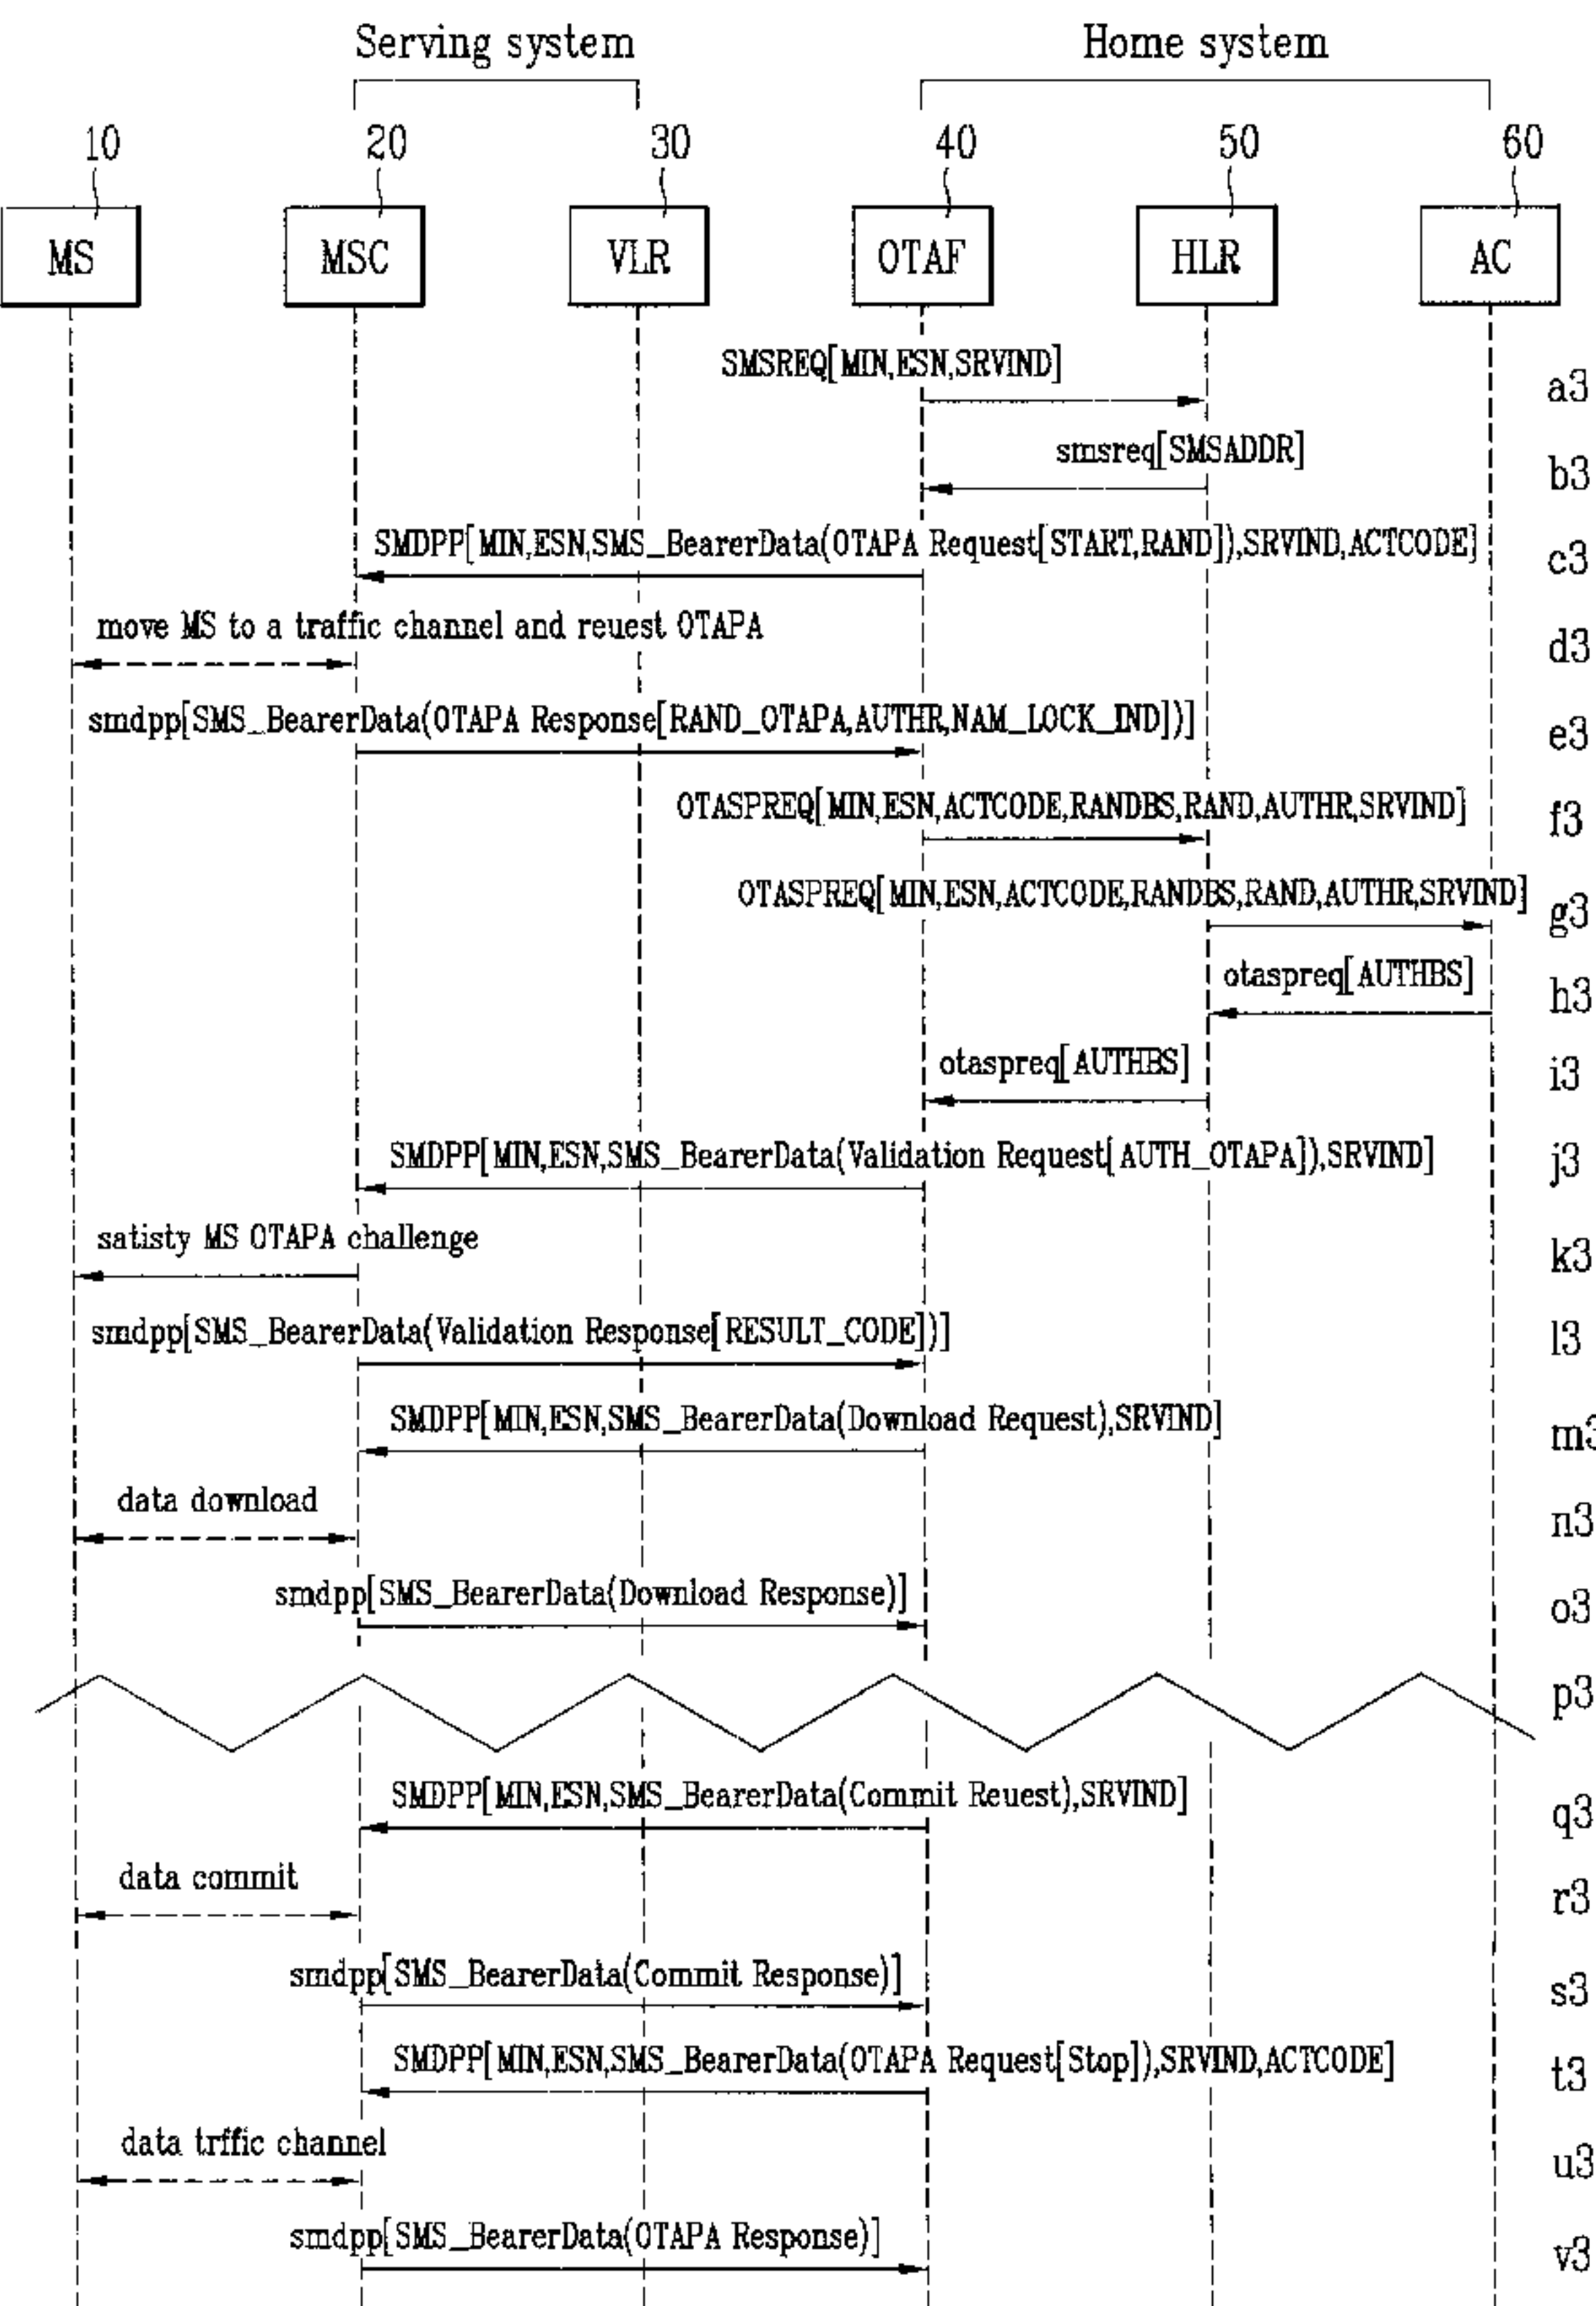 Serving system
Home system
10
20
30
40
50
60
MS
MSC
VLR
OTAF
HLR
AC
SMSREQ[MIN,ESN,SRVIND]
a3
smsreq[SMSADDR]
b3
SMDPP[MIN,ESN,SMS_BearerData(OTAPA Request[START,RAND]),SRVIND,ACTCODE]
c3
move MS to a traffic channel and reuest OTAPA
d3
smdpp[SMS_BearerData(OTAPA Response[RAND_OTAPA,AUTHR,NAM_LOCK_IND])]
e3
OTASPREQ[MIN,ESN,ACTCODE,RANDBS,RAND,AUTHR,SRVIND]
f3
OTASPREQ[MIN,ESN,ACTCODE,RANDBS,RAND,AUTHR,SRVIND]
g3
otaspreq[AUTHBS]
h3
otaspreq[AUTHBS]
i3
SMDPP[MIN,ESN,SMS_BearerData(Validation Request[AUTH_OTAPA]),SRVIND]
j3
satisty MS OTAPA challenge
k3
smdpp[SMS_BearerData(Validation Response[RESULT_CODE])]
l3
SMDPP[MIN,ESN,SMS_BearerData(Download Request),SRVIND]
m3
data download
n3
smdpp[SMS_BearerData(Download Response)]
o3
p3
SMDPP[MIN,ESN,SMS_BearerData(Commit Reuest),SRVIND]
q3
data commit
r3
smdpp[SMS_BearerData(Commit Response)]
s3
SMDPP[MIN,ESN,SMS_BearerData(OTAPA Request[Stop]),SRVIND,ACTCODE]
t3
data trffic channel
u3
smdpp[SMS_BearerData(OTAPA Response)]
v3